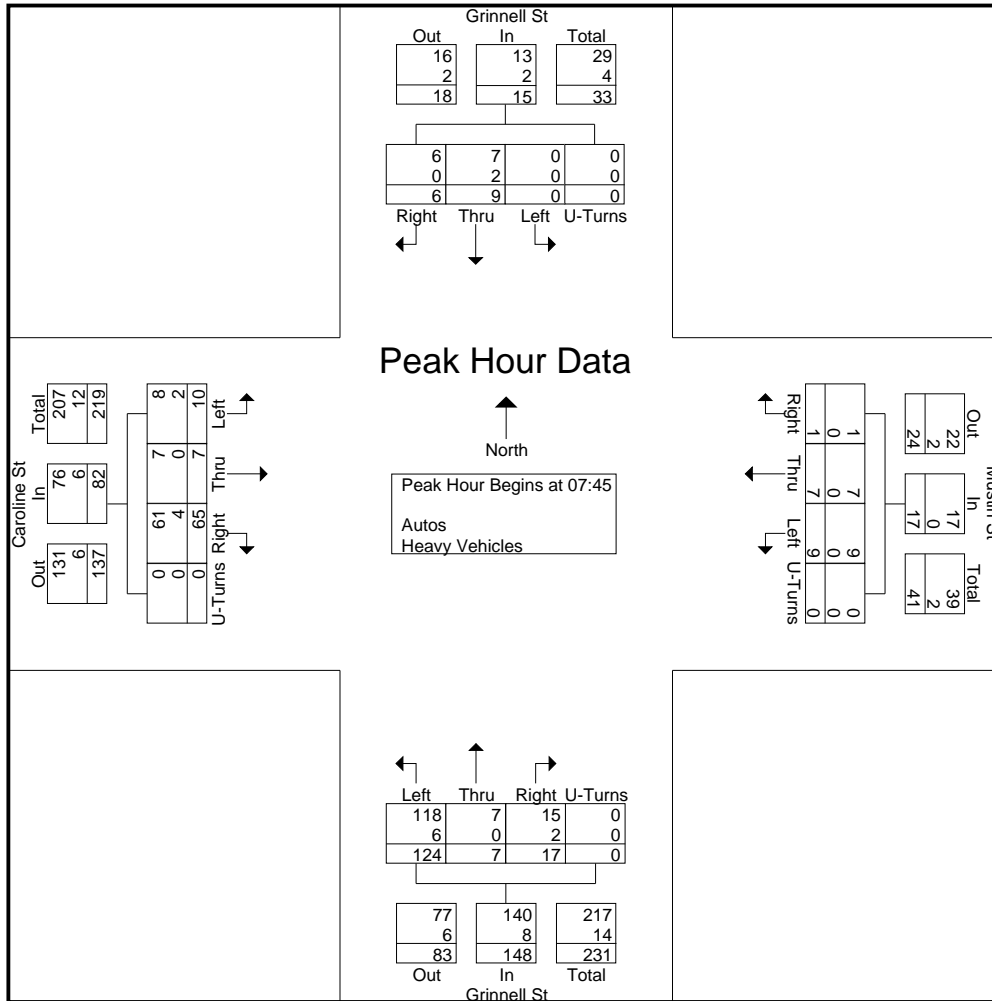 Grinnell St
Out In Total
16 13 29
2 2 4
18 15 33
6 7 0 0
0 2 0 0
6 9 0 0
Right Thru Left U-Turns
Peak Hour Data
North
Peak Hour Begins at 07:45
Autos
Heavy Vehicles
Caroline St
Out In Total
131 76 207
6 6 12
137 82 219
U-Turns Right Thru Left
0 61 7 8
0 4 0 2
0 65 7 10
Out In Total
22 17 39
2 0 2
24 17 41
1 7 9 0
0 0 0 0
1 7 9 0
Right Thru Left U-Turns
Left Thru Right U-Turns
118 7 15 0
6 0 2 0
124 7 17 0
77 140 217
6 8 14
83 148 231
Out In Total
Grinnell St